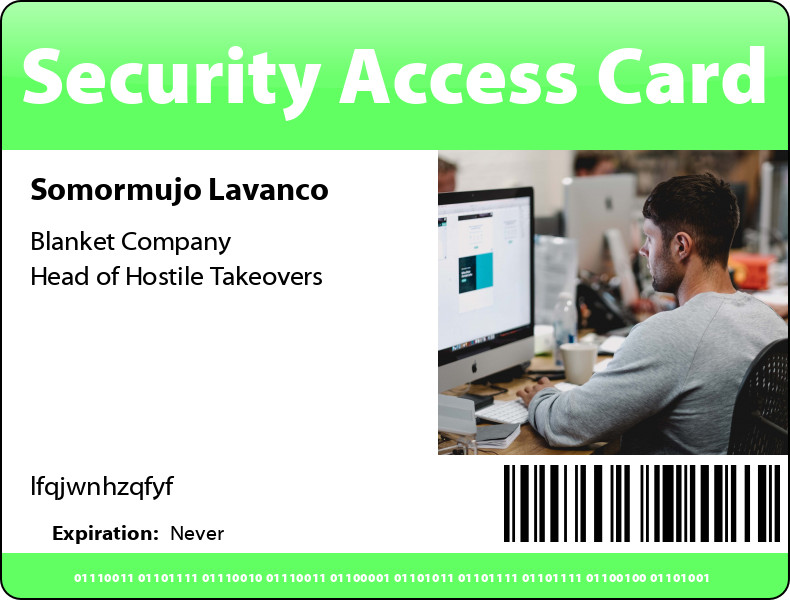 Security Access Card
Somormujo Lavanco
Blanket Company
Head of Hostile Takeovers
lfqjwnhzqfyf
Expiration: Never
01110011 01101111 01110010 01110011 01100001 01101011 01101111 01101111 01100100 01101001